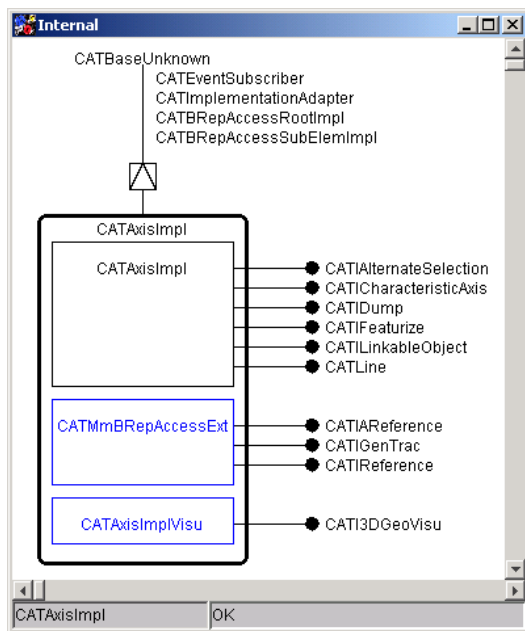 Internal
CATBaseUnknown
CATEventSubscriber
CATImplementationAdapter
CATBRepAccessRootImpl
CATBRepAccessSubElemImpl
CATAxisImpl
CATAxisImpl
CATIAlternateSelection
CATICharacteristicAxis
CATIDump
CATIFeaturize
CATILinkableObject
CATLine
CATMmBRepAccessExt
CATIAReference
CATIGenTrac
CATIReference
CATAxisImplVisu
CATI3DGeoVisu
CATAxisImpl
OK